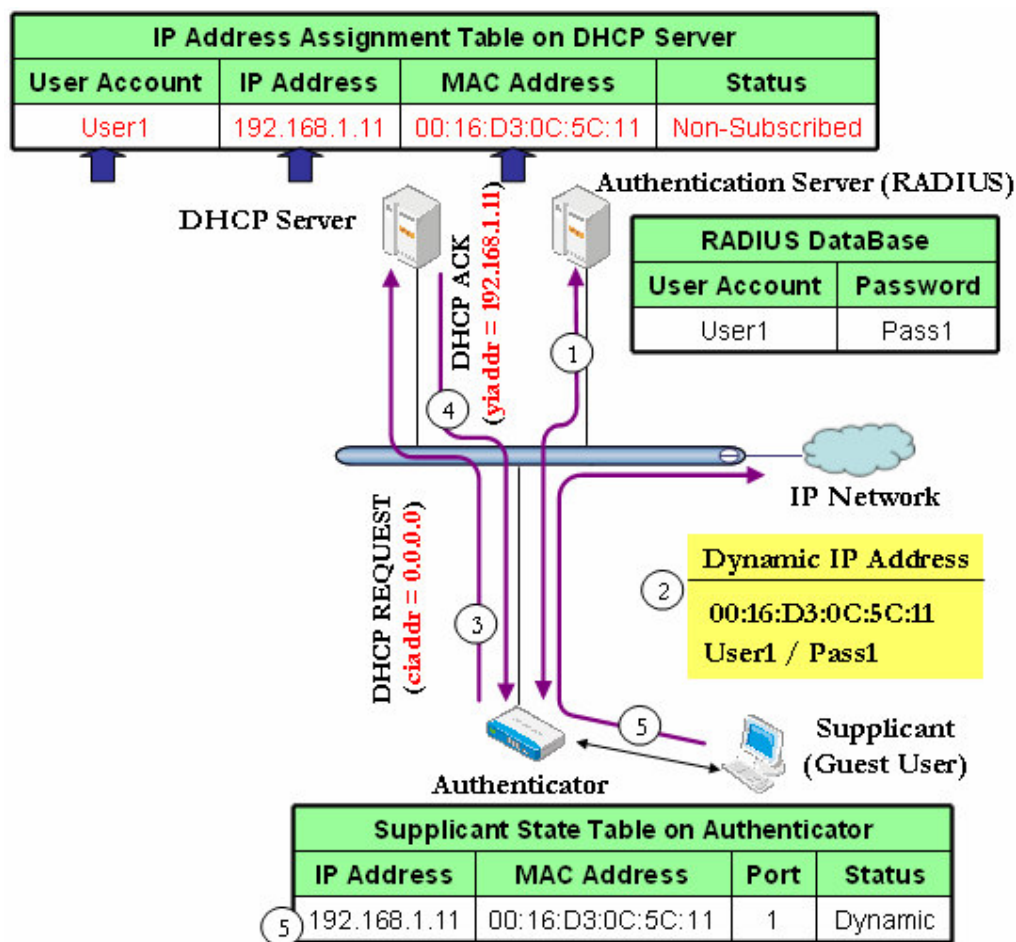 IP Address Assignment Table on DHCP Server
User Account IP Address MAC Address Status
User1 192.168.1.11 00:16:D3:0C:5C:11 Non-Subscribed
Authentication Server (RADIUS)
DHCP Server
DHCP ACK
(yiaddr = 192.168.1.11)
RADIUS DataBase
User Account Password
User1 Pass1
1
4
IP Network
DHCP REQUEST
(ciaddr = 0.0.0.0)
3
2
Dynamic IP Address
00:16:D3:0C:5C:11
User1 / Pass1
5
Supplicant
(Guest User)
Authenticator
Supplicant State Table on Authenticator
IP Address MAC Address Port Status
5 192.168.1.11 00:16:D3:0C:5C:11 1 Dynamic